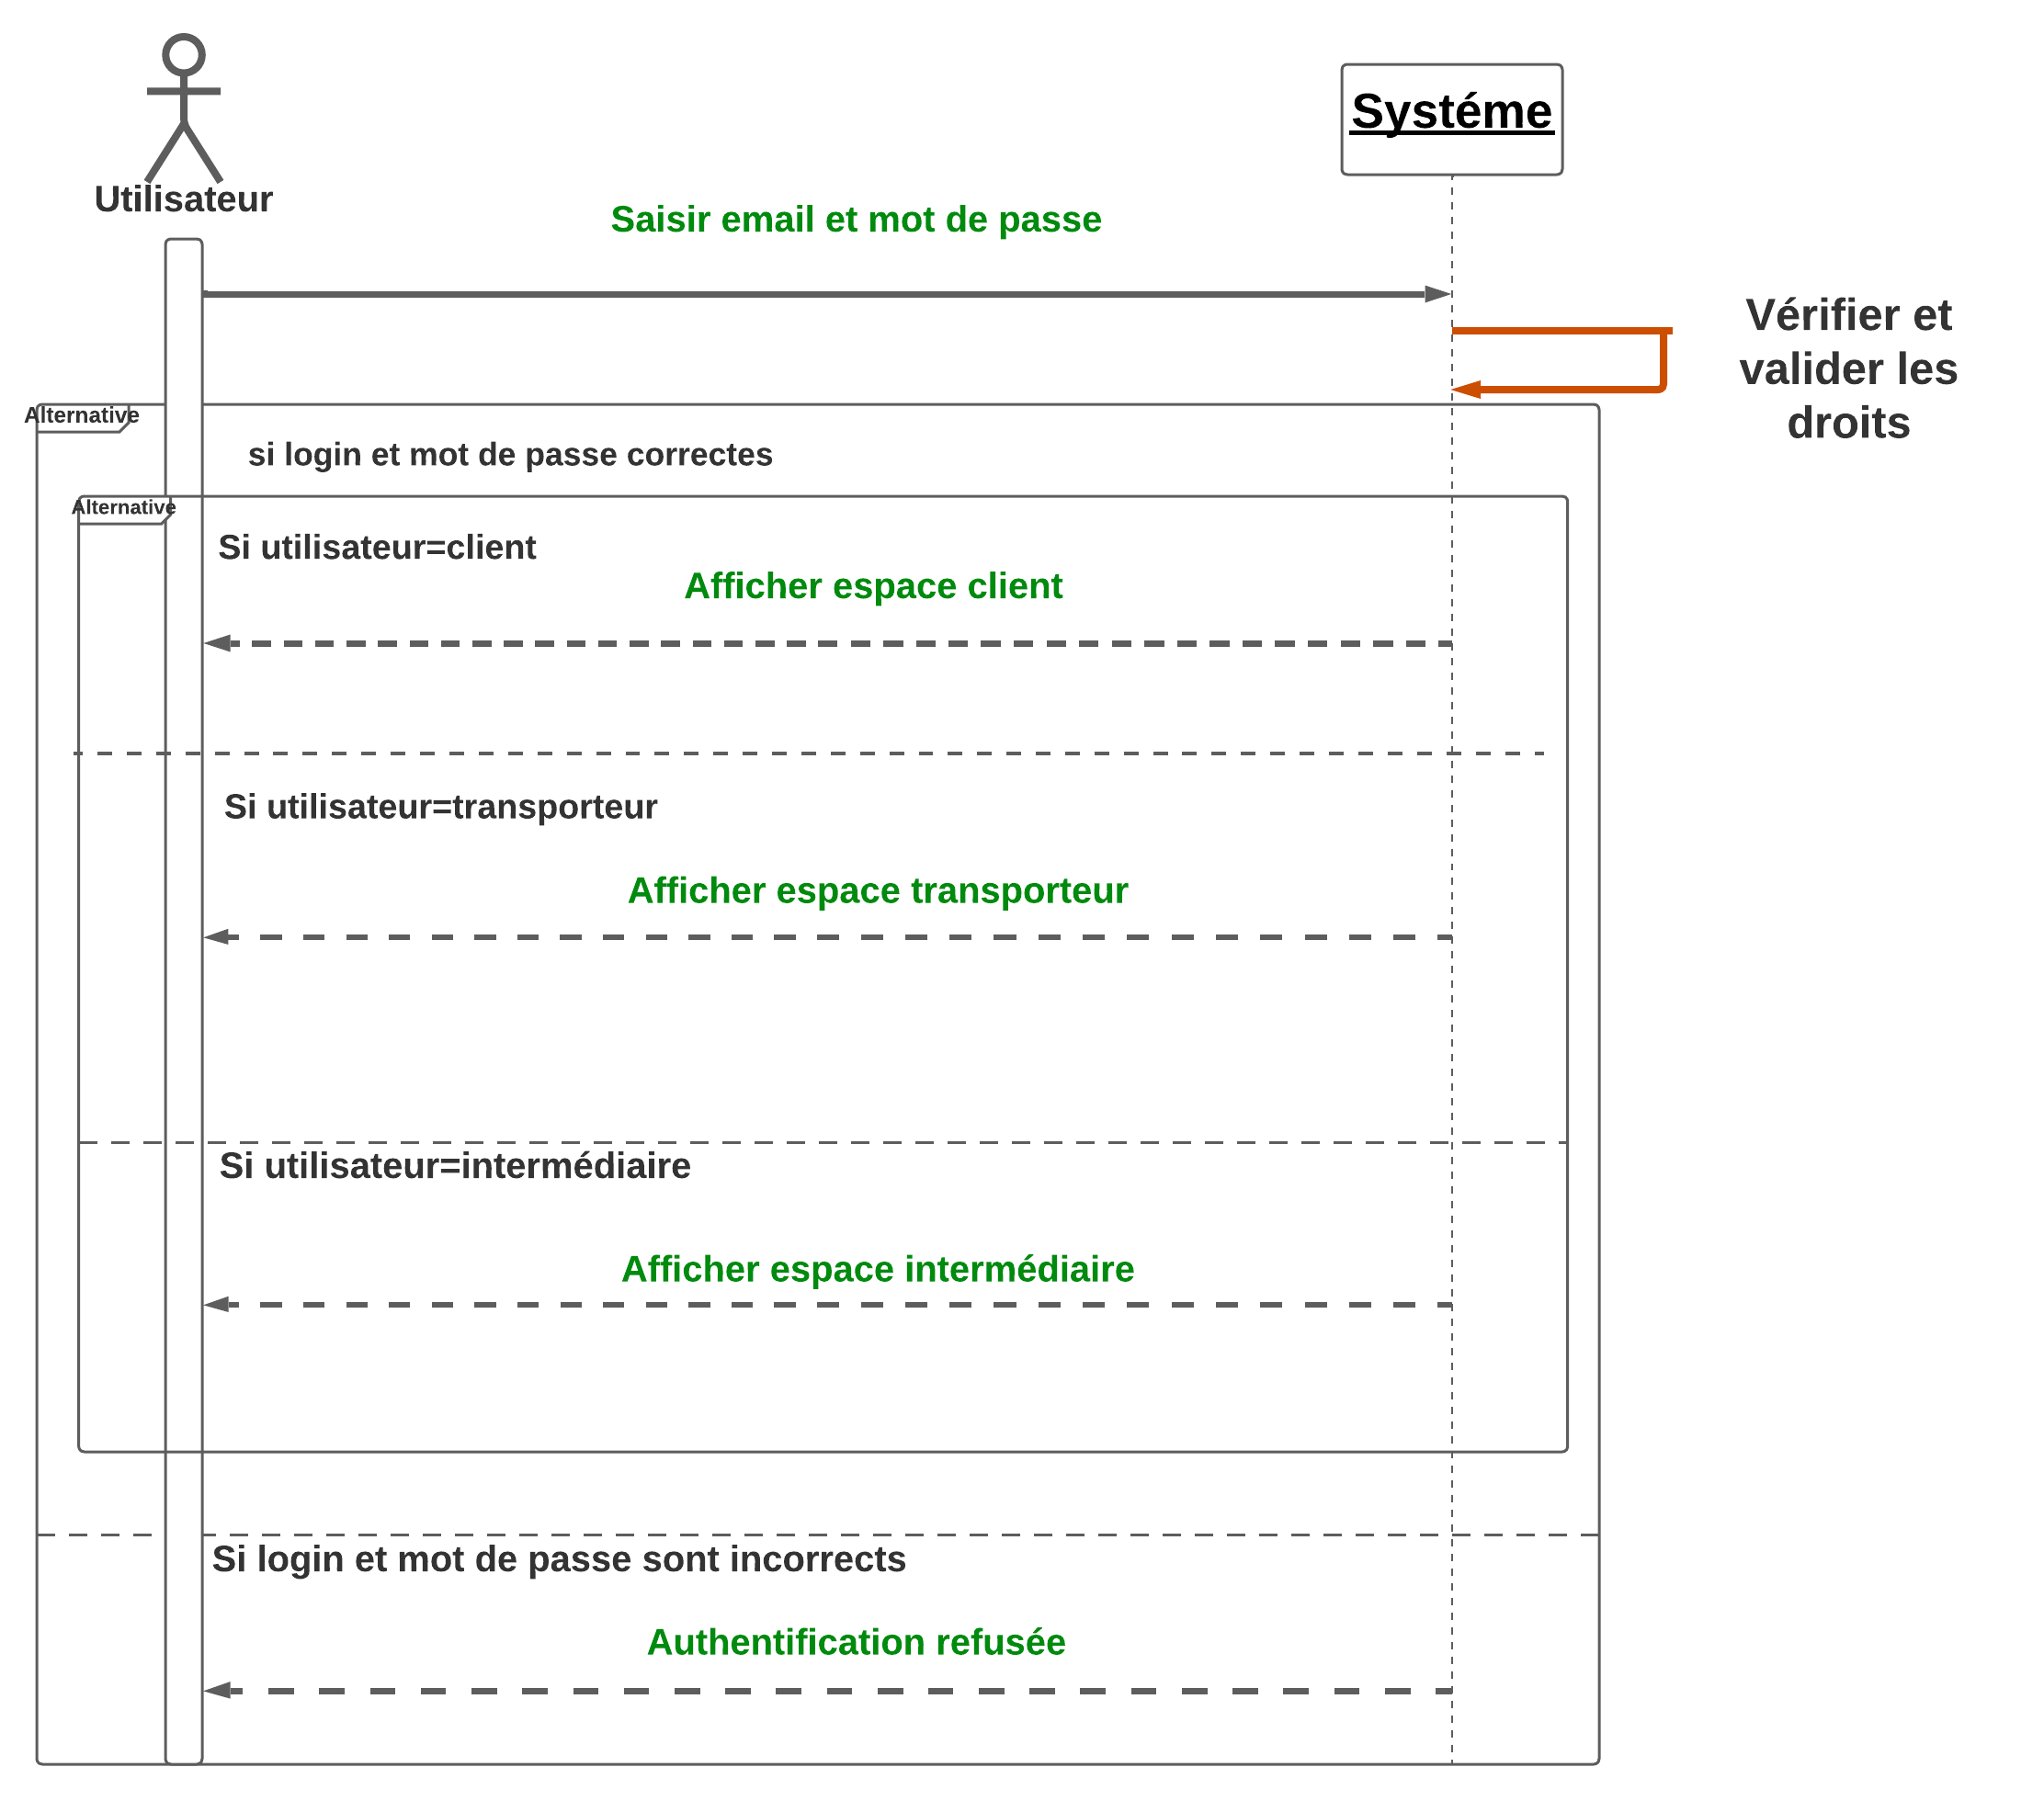 Systéme
Utilisateur
Saisir email et mot de passe
Vérifier et
valider les
droits
Alternative
si login et mot de passe correctes
Alternative
Si utilisateur=client
Afficher espace client
Si utilisateur=transporteur
Afficher espace transporteur
Si utilisateur=intermédiaire
Afficher espace intermédiaire
Si login et mot de passe sont incorrects
Authentification refusée